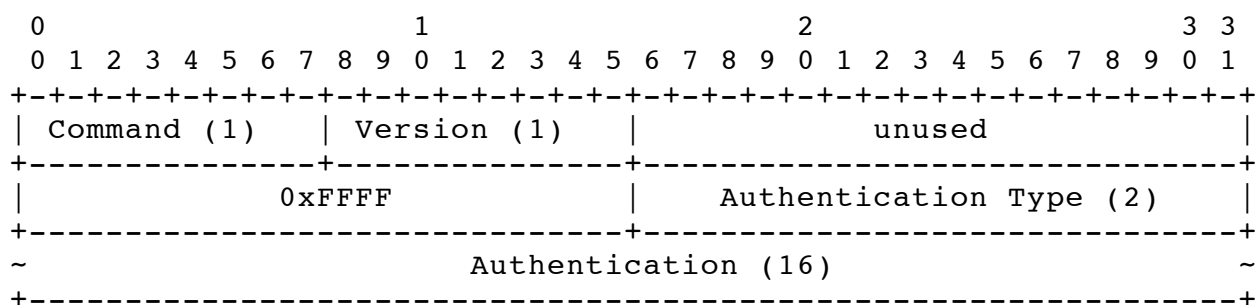 0                   1                   2                   3 3
 0 1 2 3 4 5 6 7 8 9 0 1 2 3 4 5 6 7 8 9 0 1 2 3 4 5 6 7 8 9 0 1
+-+-+-+-+-+-+-+-+-+-+-+-+-+-+-+-+-+-+-+-+-+-+-+-+-+-+-+-+-+-+-+-+
| Command (1)   | Version (1)   |            unused             |
+---------------+---------------+-------------------------------+
|             0xFFFF            |    Authentication Type (2)    |
+-------------------------------+-------------------------------+
~                       Authentication (16)                     ~
+---------------------------------------------------------------+